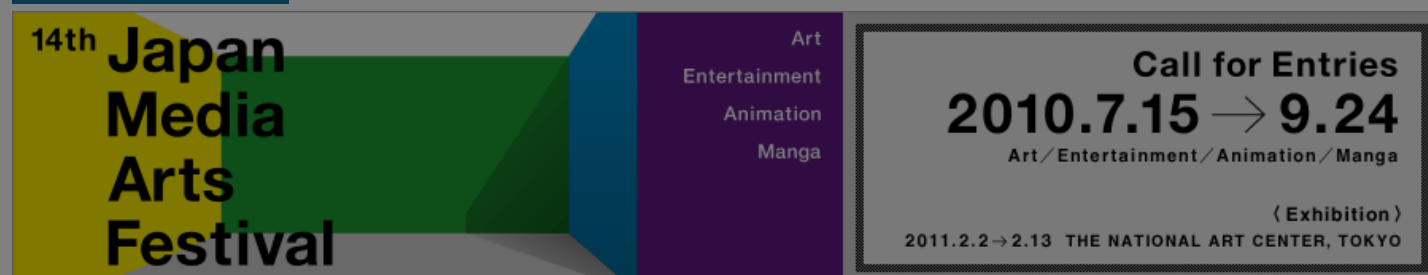 14th Japan
Media
Arts
Festival
Art
Entertainment
Animation
Manga
Call for Entries
2010.7.15→9.24
Art／Entertainment／Animation／Manga
〈Exhibition〉
2011.2.2→2.13 THE NATIONAL ART CENTER, TOKYO